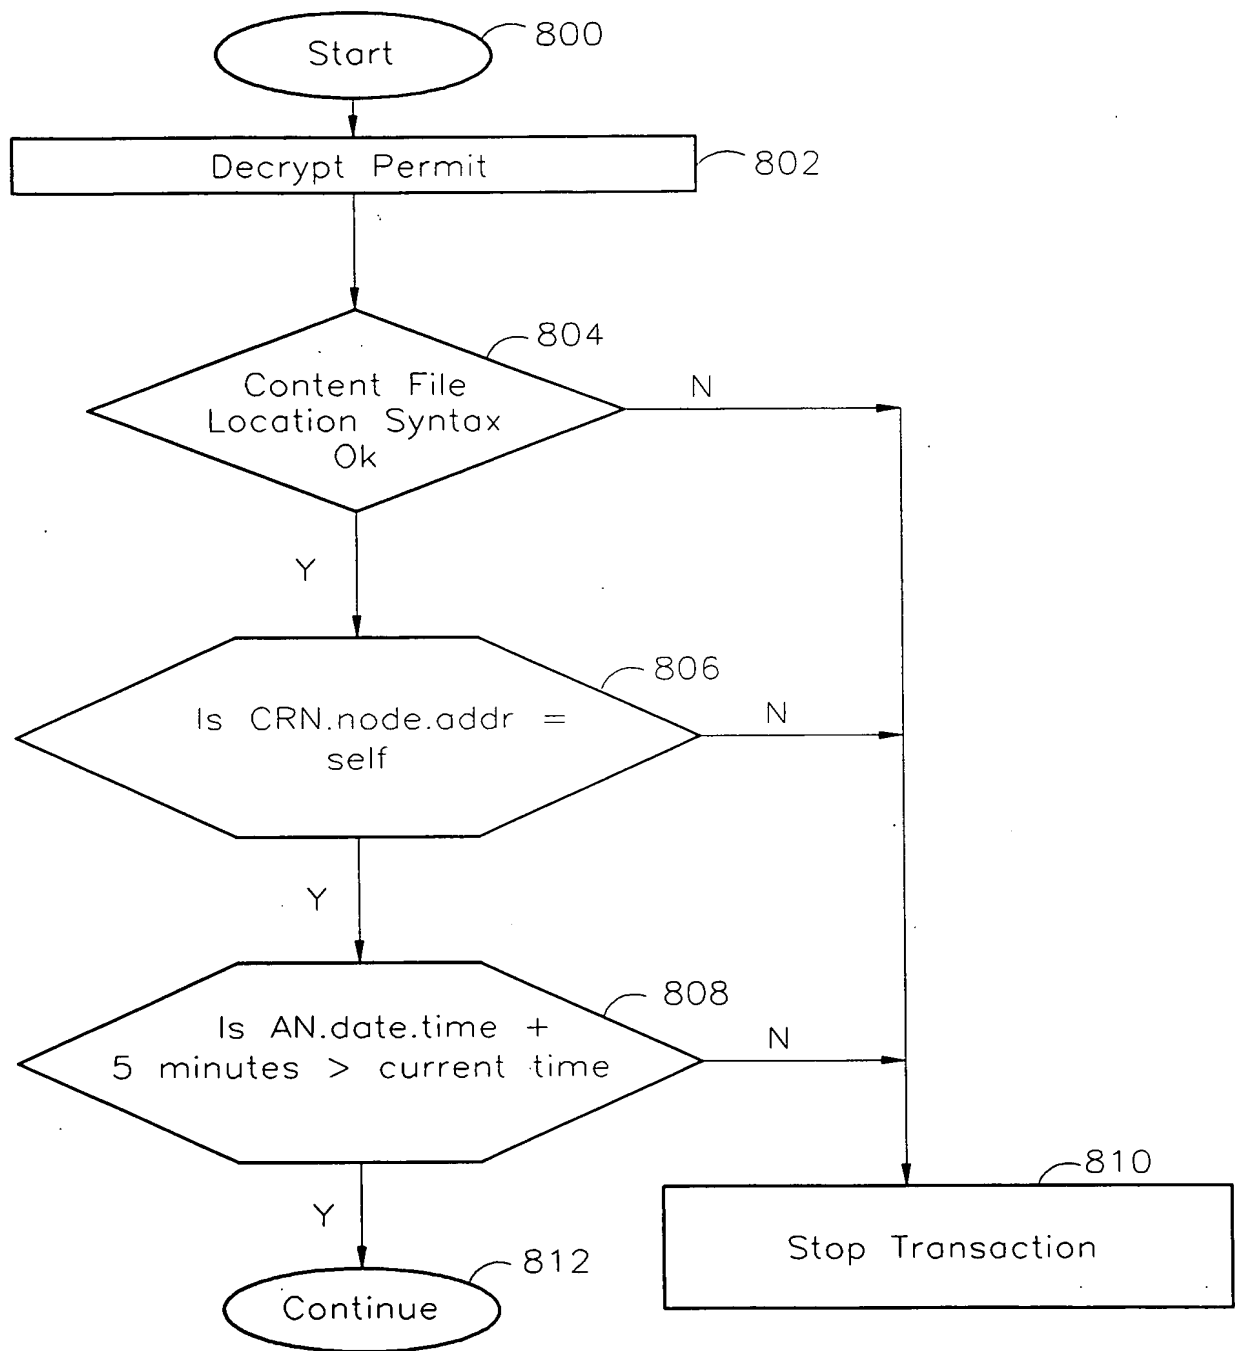 Start
800
Decrypt Permit
802
804
Content File
Location Syntax
Ok
N
Y
806
Is CRN.node.addr =
self
N
Y
808
Is AN.date.time +
5 minutes > current time
N
Y
810
Stop Transaction
812
Continue